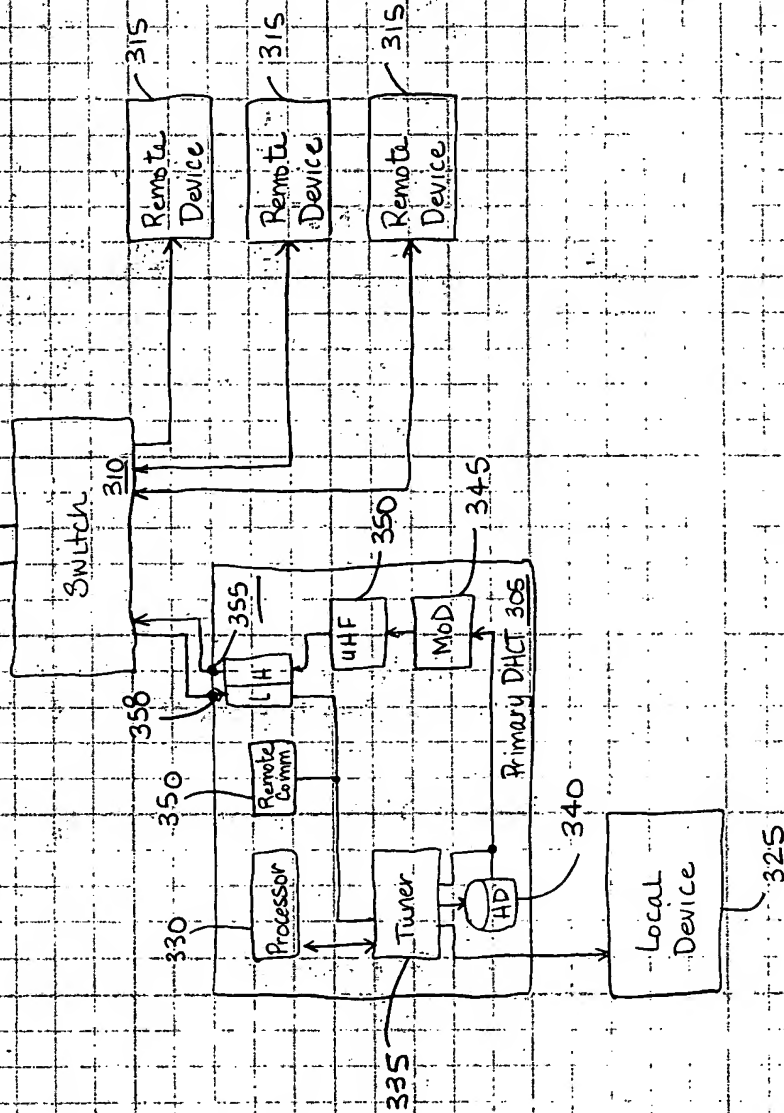 Switch
310
Remote
Device
315
Remote
Device
315
Remote
Device
315
358
355
L
H
350
Remote
Comm
UHF
350
MOD
345
330
Processor
335
Tuner
HD
340
Primary DHCT 305
Local
Device
325